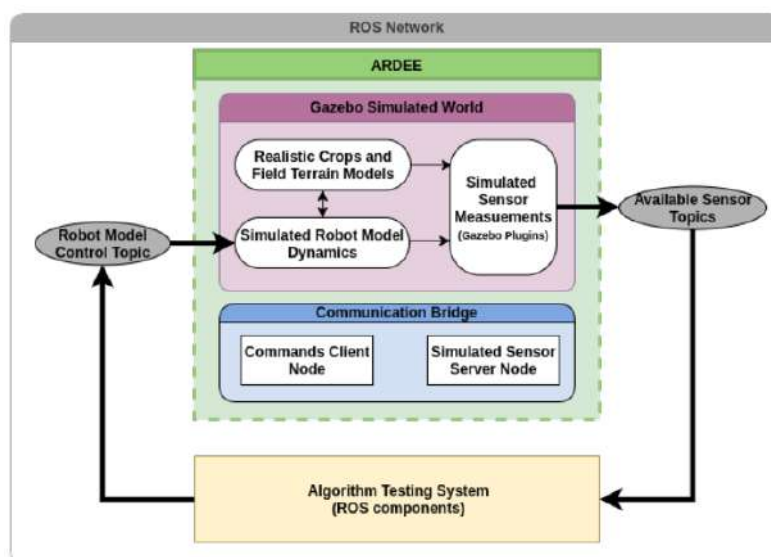 ROS Network
ARDEE
Gazebo Simulated World
Realistic Crops and
Field Terrain Models
Simulated
Sensor
Measuements
(Gazebo Plugins)
Simulated Robot Model
Dynamics
Robot Model
Control Topic
Available Sensor
Topics
Communication Bridge
Commands Client
Node
Simulated Sensor
Server Node
Algorithm Testing System
(ROS components)